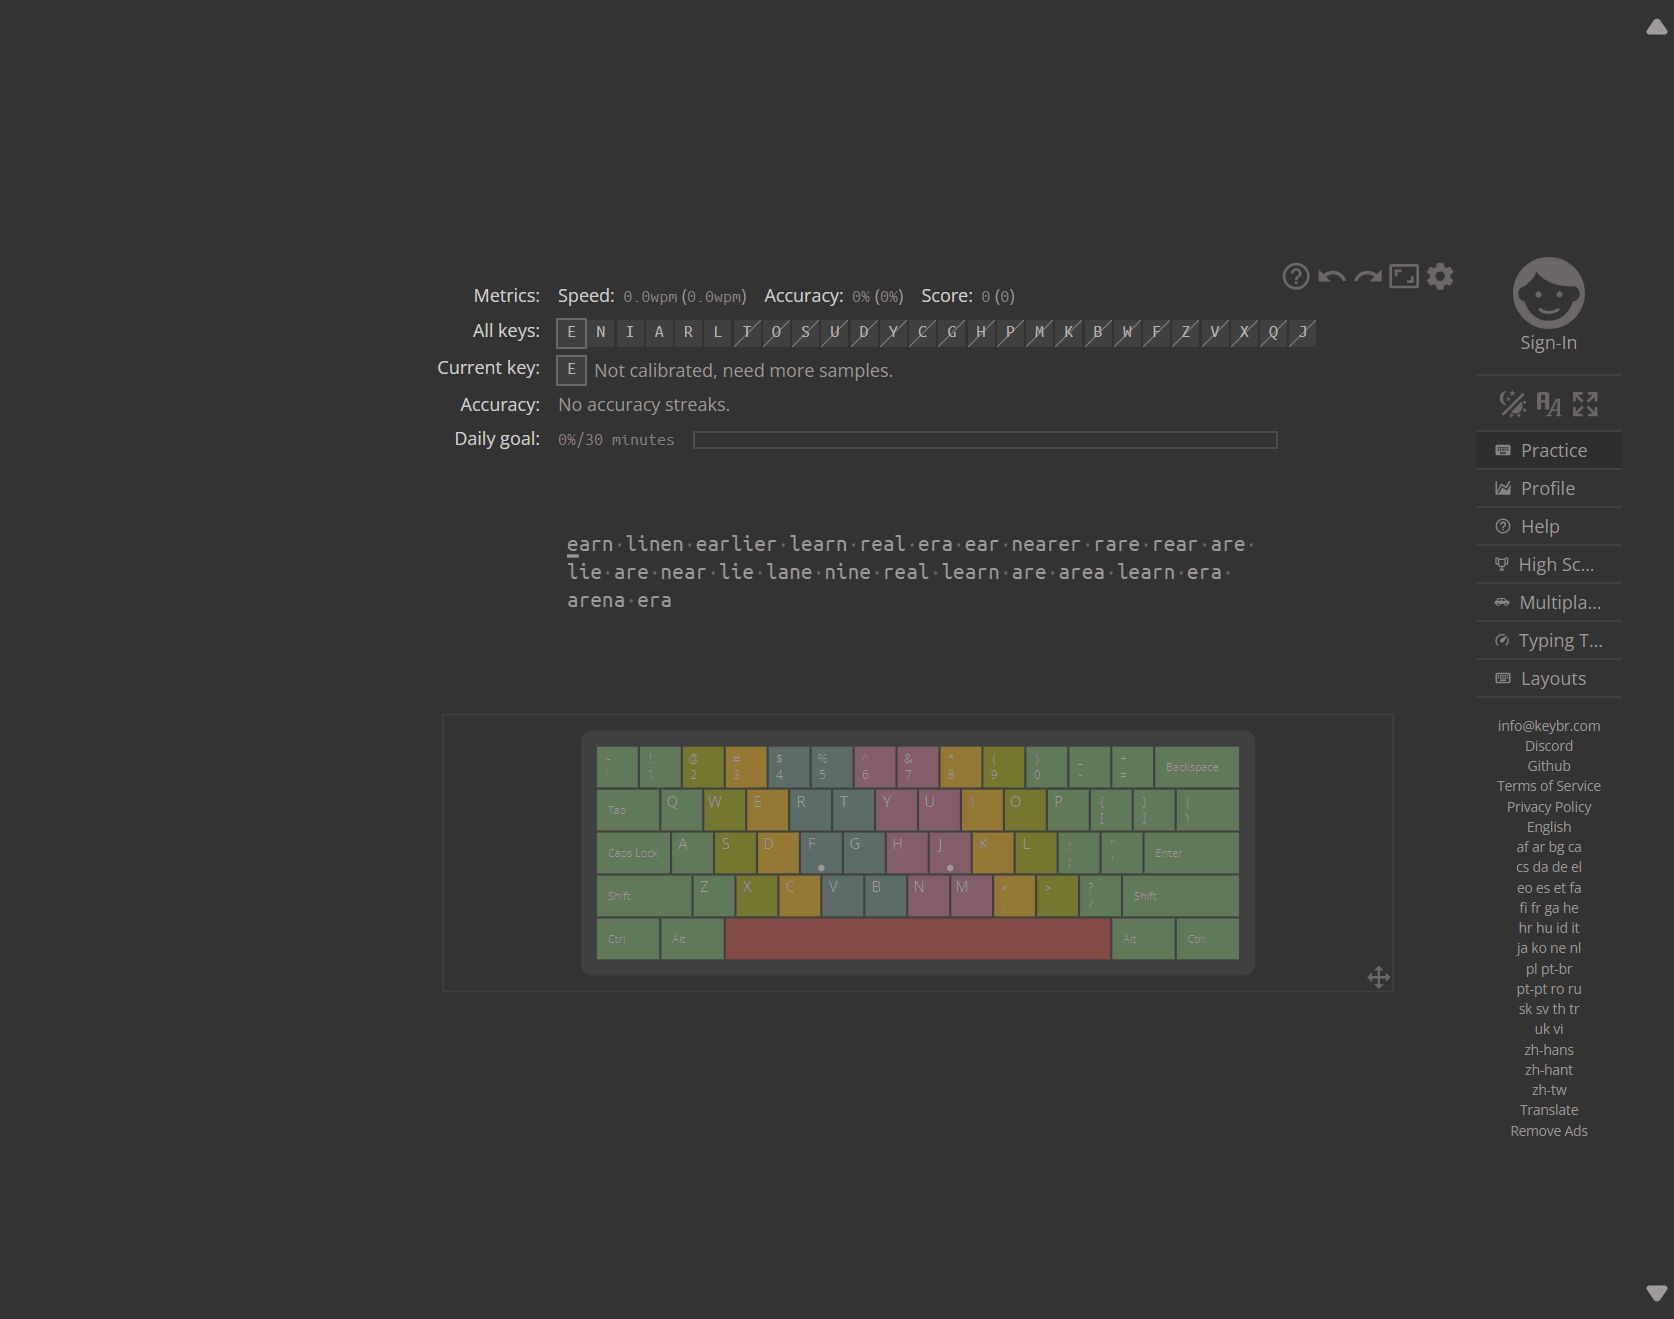 Metrics: Speed: 0.0wpm (0.0wpm) Accuracy: 0% (0%) Score: 0 (0)
All keys: E N I A R L T O S U D Y C G H P M K B W F Z V X Q J
Current key: E Not calibrated, need more samples.
Accuracy: No accuracy streaks.
Daily goal: 0%/30 minutes
earn·linen·earlier·learn·real·era·ear·nearer·rare·rear·are·
lie·are·near·lie·lane·nine·real·learn·are·area·learn·era·
arena·era
~ ! @ # $ % ^ & * ( ) _ +
` 1 2 3 4 5 6 7 8 9 0 - = Backspace
Tab Q W E R T Y U I O P { } |
[ ] \
Caps Lock A S D F G H J K L : " Enter
; '
Shift Z X C V B N M < > ? Shift
, . /
Ctrl Alt Alt Ctrl
Sign-In
Practice
Profile
Help
High Sc...
Multipla...
Typing T...
Layouts
info@keybr.com
Discord
Github
Terms of Service
Privacy Policy
English
af ar bg ca
cs da de el
eo es et fa
fi fr ga he
hr hu id it
ja ko ne nl
pl pt-br
pt-pt ro ru
sk sv th tr
uk vi
zh-hans
zh-hant
zh-tw
Translate
Remove Ads